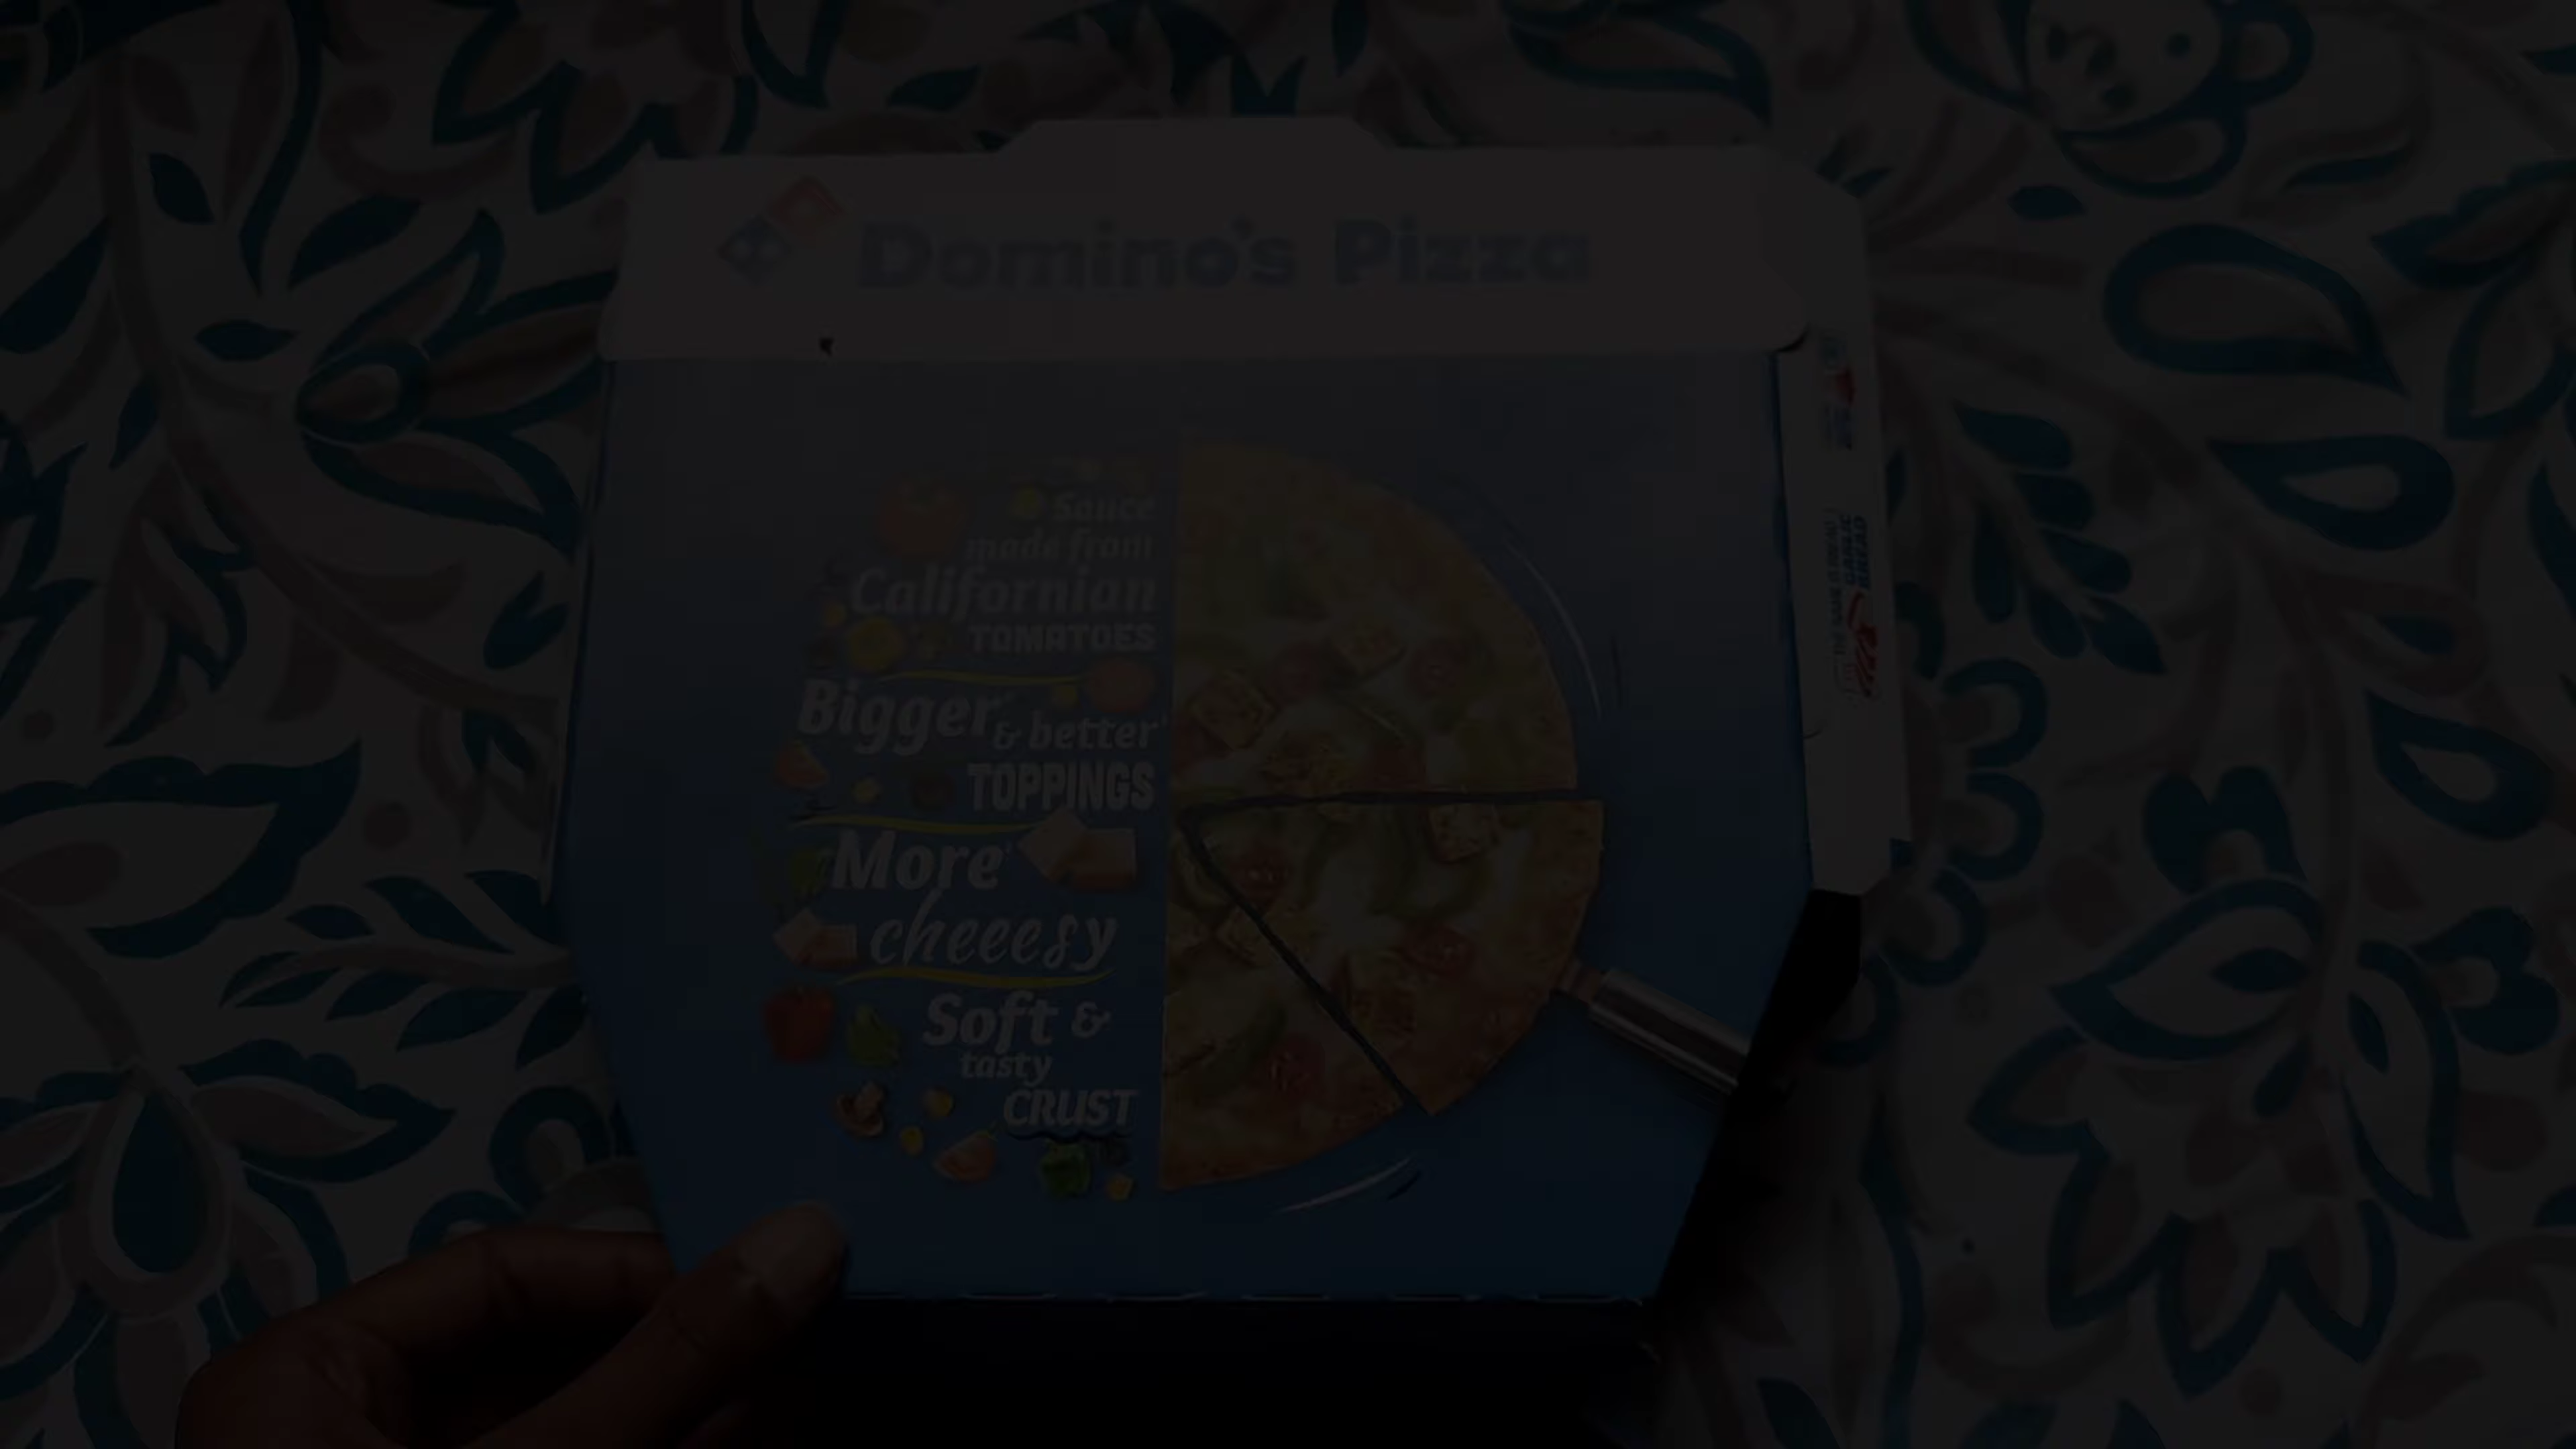 Domino's Pizza
Sauce
made from
Californian
TOMATOES
Bigger
& better
TOPPINGS
More
cheeesy
Soft &
tasty
CRUST